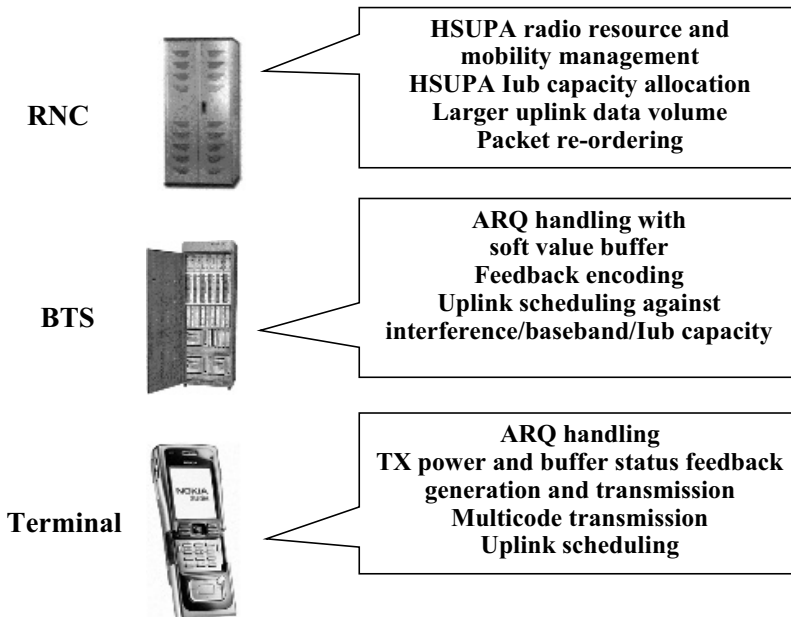 RNC
HSUPA radio resource and
mobility management
HSUPA Iub capacity allocation
Larger uplink data volume
Packet re-ordering
BTS
ARQ handling with
soft value buffer
Feedback encoding
Uplink scheduling against
interference/baseband/Iub capacity
Terminal
NOKIA
ARQ handling
TX power and buffer status feedback
generation and transmission
Multicode transmission
Uplink scheduling